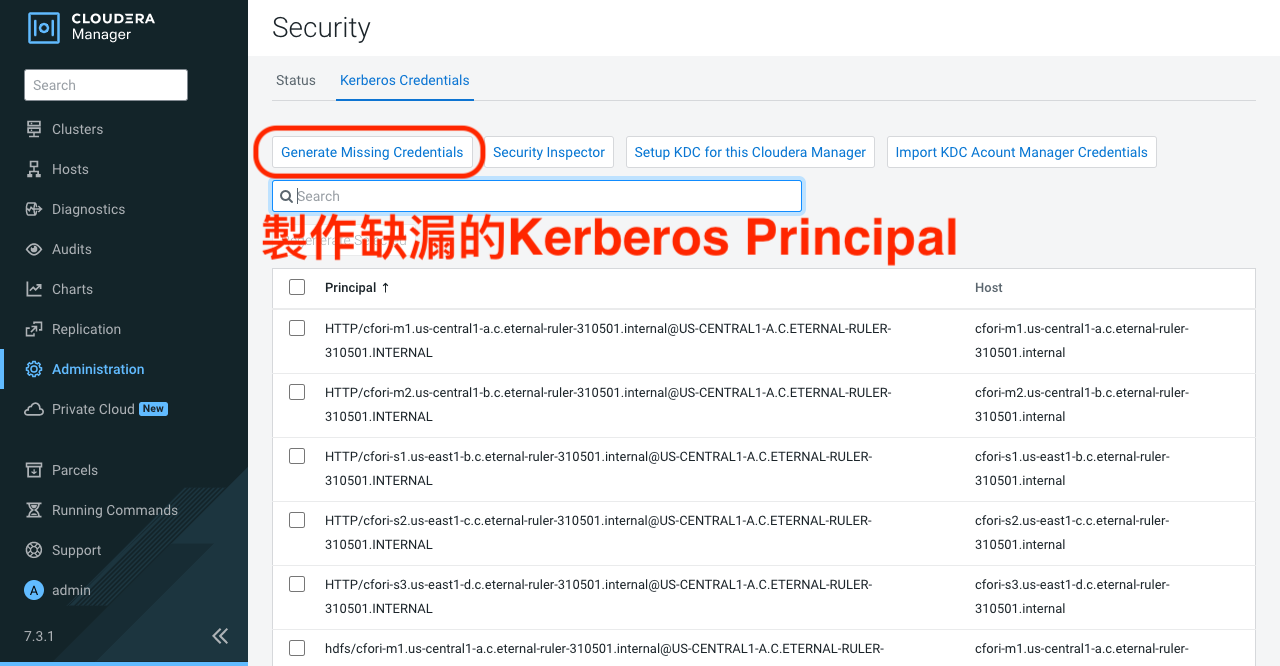 CLOUDERA
Manager
Search
Clusters
Hosts
Diagnostics
Audits
Charts
Replication
Administration
Private Cloud New
Parcels
Running Commands
Support
A admin
7.3.1
Security
Status Kerberos Credentials
Generate Missing Credentials Security Inspector Setup KDC for this Cloudera Manager Import KDC Acount Manager Credentials
Search
製作缺漏的Kerberos Principal
Principal ↑ Host
HTTP/cfori-m1.us-central1-a.c.eternal-ruler-310501.internal@US-CENTRAL1-A.C.ETERNAL-RULER- cfori-m1.us-central1-a.c.eternal-ruler-
310501.INTERNAL 310501.internal
HTTP/cfori-m2.us-central1-b.c.eternal-ruler-310501.internal@US-CENTRAL1-A.C.ETERNAL-RULER- cfori-m2.us-central1-b.c.eternal-ruler-
310501.INTERNAL 310501.internal
HTTP/cfori-s1.us-east1-b.c.eternal-ruler-310501.internal@US-CENTRAL1-A.C.ETERNAL-RULER- cfori-s1.us-east1-b.c.eternal-ruler-
310501.INTERNAL 310501.internal
HTTP/cfori-s2.us-east1-c.c.eternal-ruler-310501.internal@US-CENTRAL1-A.C.ETERNAL-RULER- cfori-s2.us-east1-c.c.eternal-ruler-
310501.INTERNAL 310501.internal
HTTP/cfori-s3.us-east1-d.c.eternal-ruler-310501.internal@US-CENTRAL1-A.C.ETERNAL-RULER- cfori-s3.us-east1-d.c.eternal-ruler-
310501.INTERNAL 310501.internal
hdfs/cfori-m1.us-central1-a.c.eternal-ruler-310501.internal@US-CENTRAL1-A.C.ETERNAL-RULER- cfori-m1.us-central1-a.c.eternal-ruler-